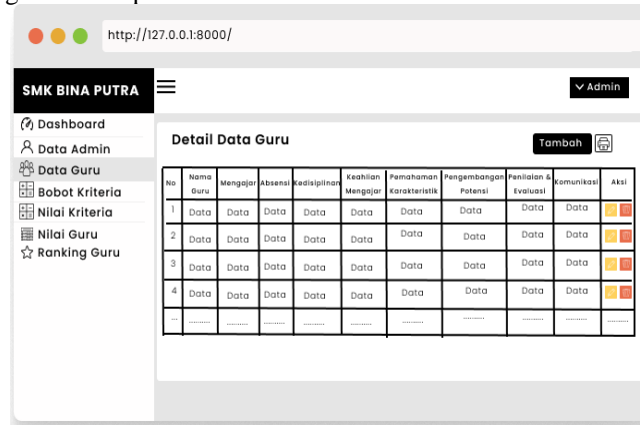 http://127.0.0.1:8000/
SMK BINA PUTRA
Admin
Dashboard
Data Admin
Data Guru
Bobot Kriteria
Nilai Kriteria
Nilai Guru
Ranking Guru
Detail Data Guru
Tambah
No Nama Guru Mengajar Absensi Kedisiplinan Keahlian Mengajar Pemahaman Karakteristik Pengembangan Potensi Penilaian & Evaluasi Komunikasi Aksi
1 Data Data Data Data Data Data Data Data Data
2 Data Data Data Data Data Data Data Data Data
3 Data Data Data Data Data Data Data Data Data
4 Data Data Data Data Data Data Data Data Data
... .......... .......... .......... .......... .......... .......... .......... .......... .......... ..........